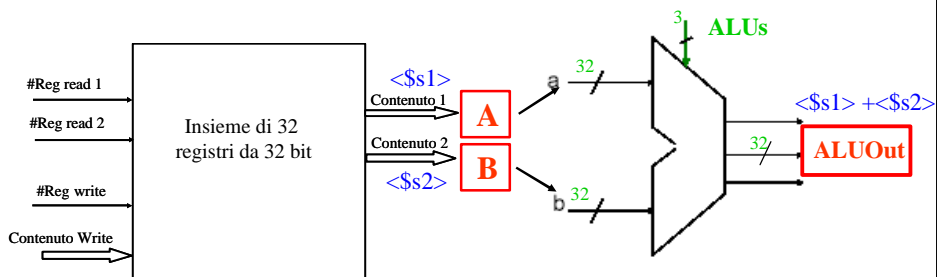 #Reg read 1
#Reg read 2
#Reg write
Contenuto Write
Insieme di 32
registri da 32 bit
<$s1>
Contenuto 1
Contenuto 2
<$s2>
A
B
a
b
32
32
3
ALUs
32
<$s1> +<$s2>
ALUOut